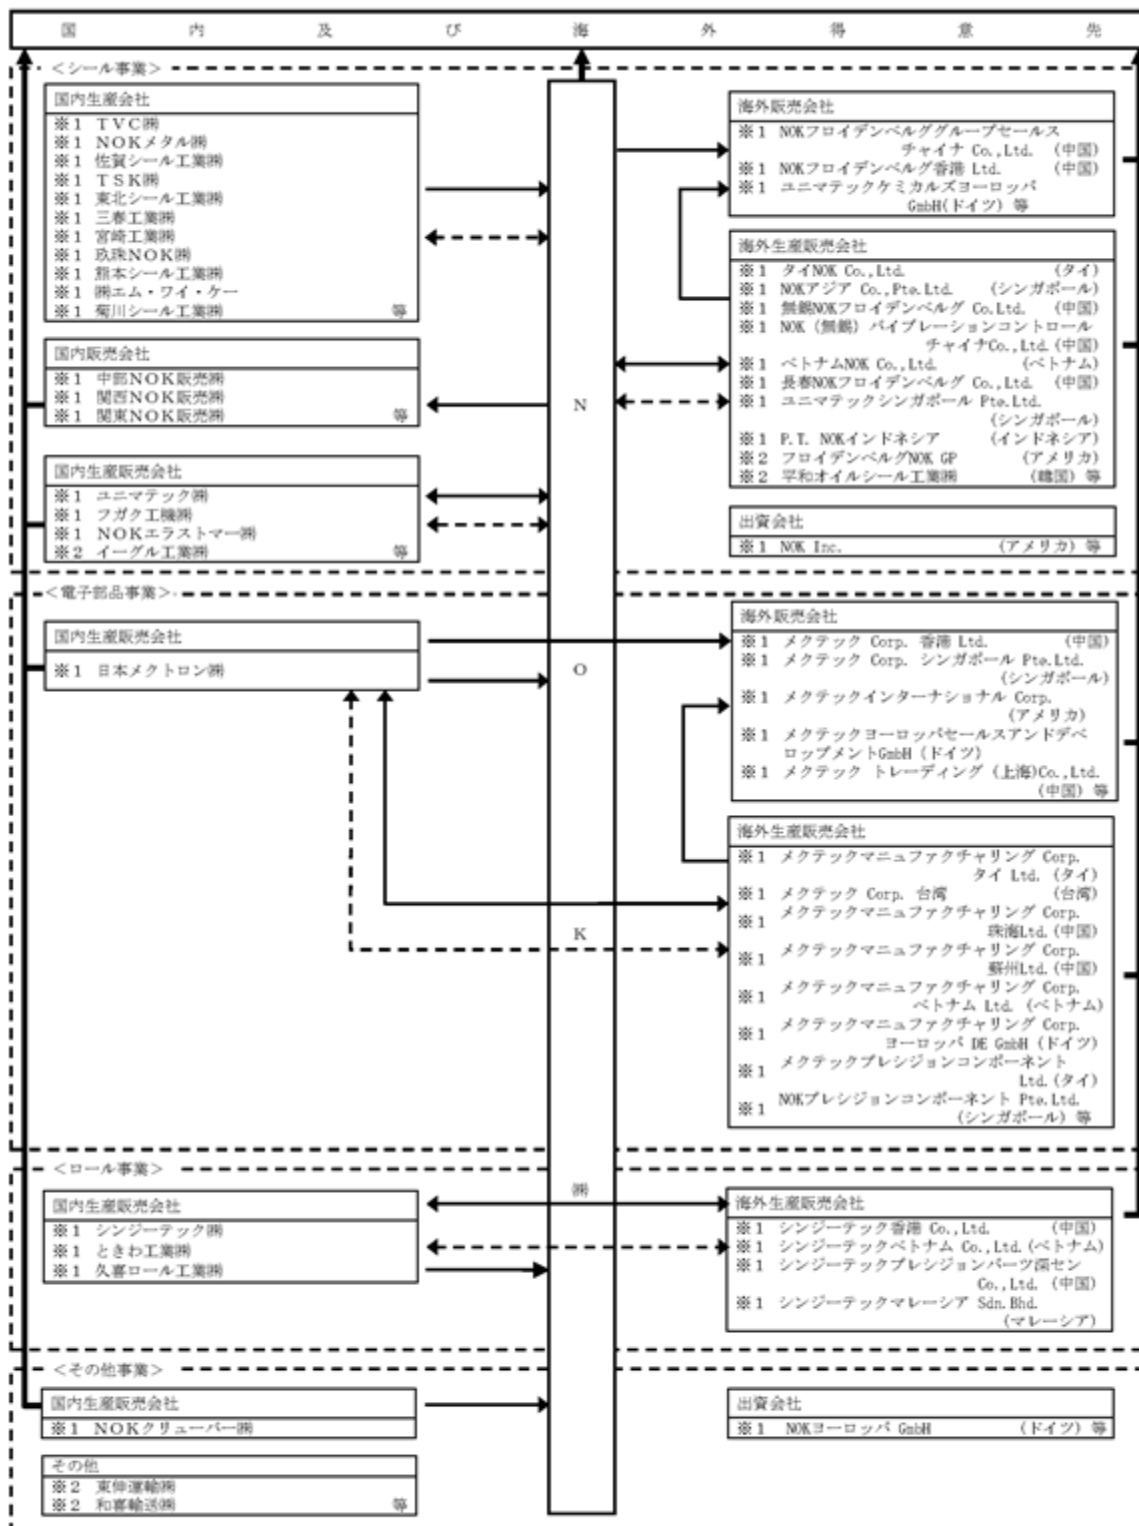 国内及び海外得意先
＜シール事業＞
国内生産会社
※1 TVC㈱
※1 NOKメタル㈱
※1 佐賀シール工業㈱
※1 TSK㈱
※1 東北シール工業㈱
※1 三春工業㈱
※1 宮崎工業㈱
※1 玖珠NOK㈱
※1 熊本シール工業㈱
※1 ㈱エム・ワイ・ケー
※1 菊川シール工業㈱ 等
国内販売会社
※1 中部NOK販売㈱
※1 関西NOK販売㈱
※1 関東NOK販売㈱ 等
国内生産販売会社
※1 ユニマテック㈱
※1 フガク工機㈱
※1 NOKエラストマー㈱
※2 イーグル工業㈱ 等
海外販売会社
※1 NOKフロイデンベルググループセールス
チャイナ Co.,Ltd. (中国)
※1 NOKフロイデンベルグ香港 Ltd. (中国)
※1 ユニマテックケミカルズヨーロッパ
GmbH(ドイツ) 等
海外生産販売会社
※1 タイNOK Co.,Ltd. (タイ)
※1 NOKアジア Co.,Pte.Ltd. (シンガポール)
※1 無錫NOKフロイデンベルグ Co.Ltd. (中国)
※1 NOK（無錫）バイブレーションコントロール
チャイナCo.,Ltd.(中国)
※1 ベトナムNOK Co.,Ltd. (ベトナム)
※1 長春NOKフロイデンベルグ Co.,Ltd. (中国)
※1 ユニマテックシンガポール Pte.Ltd.
(シンガポール)
※1 P.T. NOKインドネシア (インドネシア)
※2 フロイデンベルグNOK GP (アメリカ)
※2 平和オイルシール工業㈱ (韓国) 等
出資会社
※1 NOK Inc. (アメリカ) 等
＜電子部品事業＞
国内生産販売会社
※1 日本メクトロン㈱
海外販売会社
※1 メクテック Corp. 香港 Ltd. (中国)
※1 メクテック Corp. シンガポール Pte.Ltd.
(シンガポール)
※1 メクテックインターナショナル Corp.
(アメリカ)
※1 メクテックヨーロッパセールスアンドデベ
ロップメントGmbH (ドイツ)
※1 メクテック トレーディング (上海)Co.,Ltd.
(中国) 等
海外生産販売会社
※1 メクテックマニュファクチャリング Corp.
タイ Ltd. (タイ)
※1 メクテック Corp. 台湾 (台湾)
※1 メクテックマニュファクチャリング Corp.
珠海Ltd.(中国)
※1 メクテックマニュファクチャリング Corp.
蘇州Ltd.(中国)
※1 メクテックマニュファクチャリング Corp.
ベトナム Ltd. (ベトナム)
※1 メクテックマニュファクチャリング Corp.
ヨーロッパ DE GmbH (ドイツ)
※1 メクテックプレシジョンコンポーネント
Ltd.(タイ)
※1 NOKプレシジョンコンポーネント Pte.Ltd.
(シンガポール) 等
N
O
K
㈱
＜ロール事業＞
国内生産販売会社
※1 シンジーテック㈱
※1 ときわ工業㈱
※1 久喜ロール工業㈱
海外生産販売会社
※1 シンジーテック香港 Co.,Ltd. (中国)
※1 シンジーテックベトナム Co.,Ltd.(ベトナム)
※1 シンジーテックプレシジョンパーツ深セン
Co.,Ltd. (中国)
※1 シンジーテックマレーシア Sdn.Bhd.
(マレーシア)
＜その他事業＞
国内生産販売会社
※1 NOKクリューバー㈱
その他
※2 東伸運輸㈱
※2 和喜輸送㈱ 等
出資会社
※1 NOKヨーロッパ GmbH (ドイツ) 等